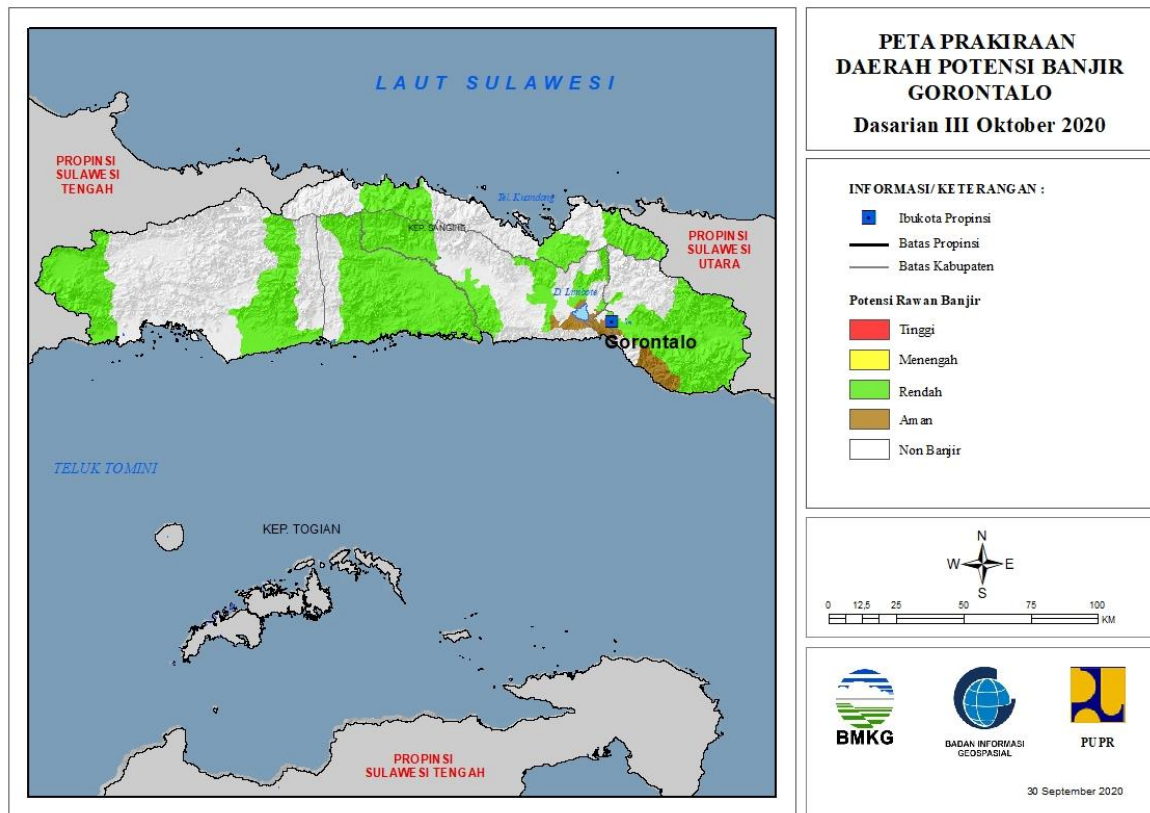 LAUT SULAWESI
PROPINSI
SULAWESI
TENGAH
Tel. Kwandang
KEP. SANGIHE
PROPINSI
SULAWESI
UTARA
D. Limboto
Gorontalo
TELUK TOMINI
KEP. TOGIAN
PROPINSI
SULAWESI TENGAH
PETA PRAKIRAAN
DAERAH POTENSI BANJIR
GORONTALO
Dasarian III Oktober 2020
INFORMASI/ KETERANGAN :
Ibukota Propinsi
Batas Propinsi
Batas Kabupaten
Potensi Rawan Banjir
Tinggi
Menengah
Rendah
Aman
Non Banjir
N
W E
S
0 12,5 25 50 75 100
KM
BMKG
BADAN INFORMASI
GEOSPASIAL
PUPR
30 September 2020